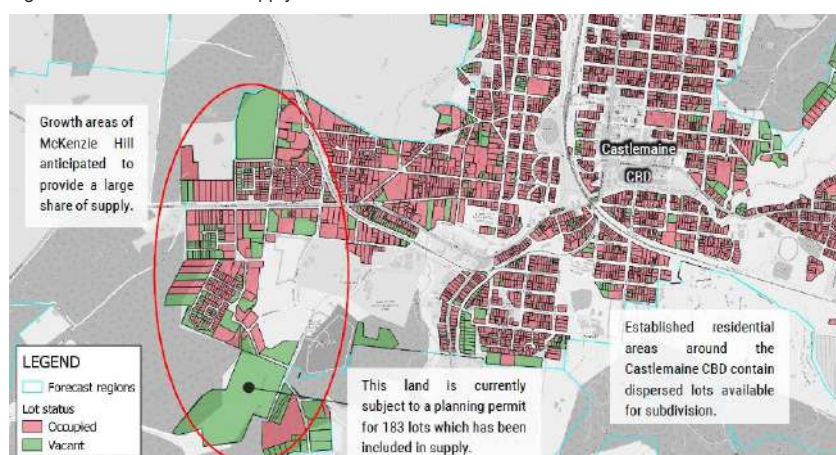 Growth areas of
McKenzie Hill
anticipated to
provide a large
share of supply.
Castlemaine
CBD
Established residential
areas around the
Castlemaine CBD contain
dispersed lots available
for subdivision.
This land is currently
subject to a planning permit
for 183 lots which has been
included in supply.
LEGEND
Forecast regions
Lot status
Occupied
Vacant